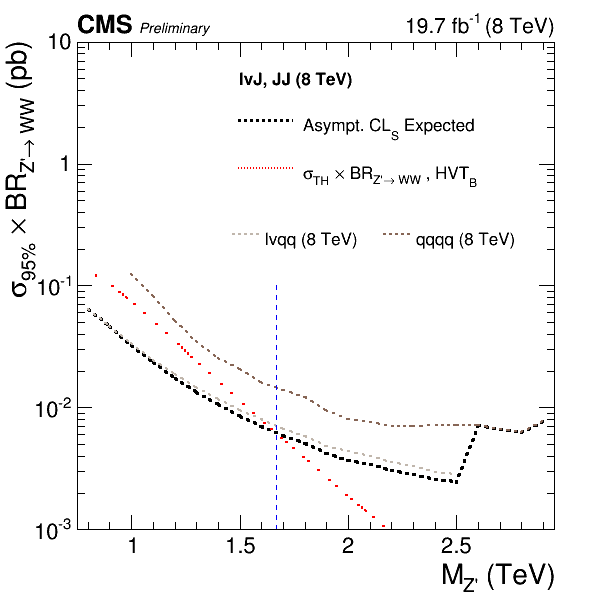 CMS Preliminary 19.7 fb⁻¹ (8 TeV)
σ95% × BRZ'→ WW (pb)
lvJ, JJ (8 TeV)
Asympt. CLS Expected
σTH × BRZ'→ WW , HVTB
lvqq (8 TeV) qqqq (8 TeV)
10
1
10⁻¹
10⁻²
10⁻³
1 1.5 2 2.5
MZ' (TeV)